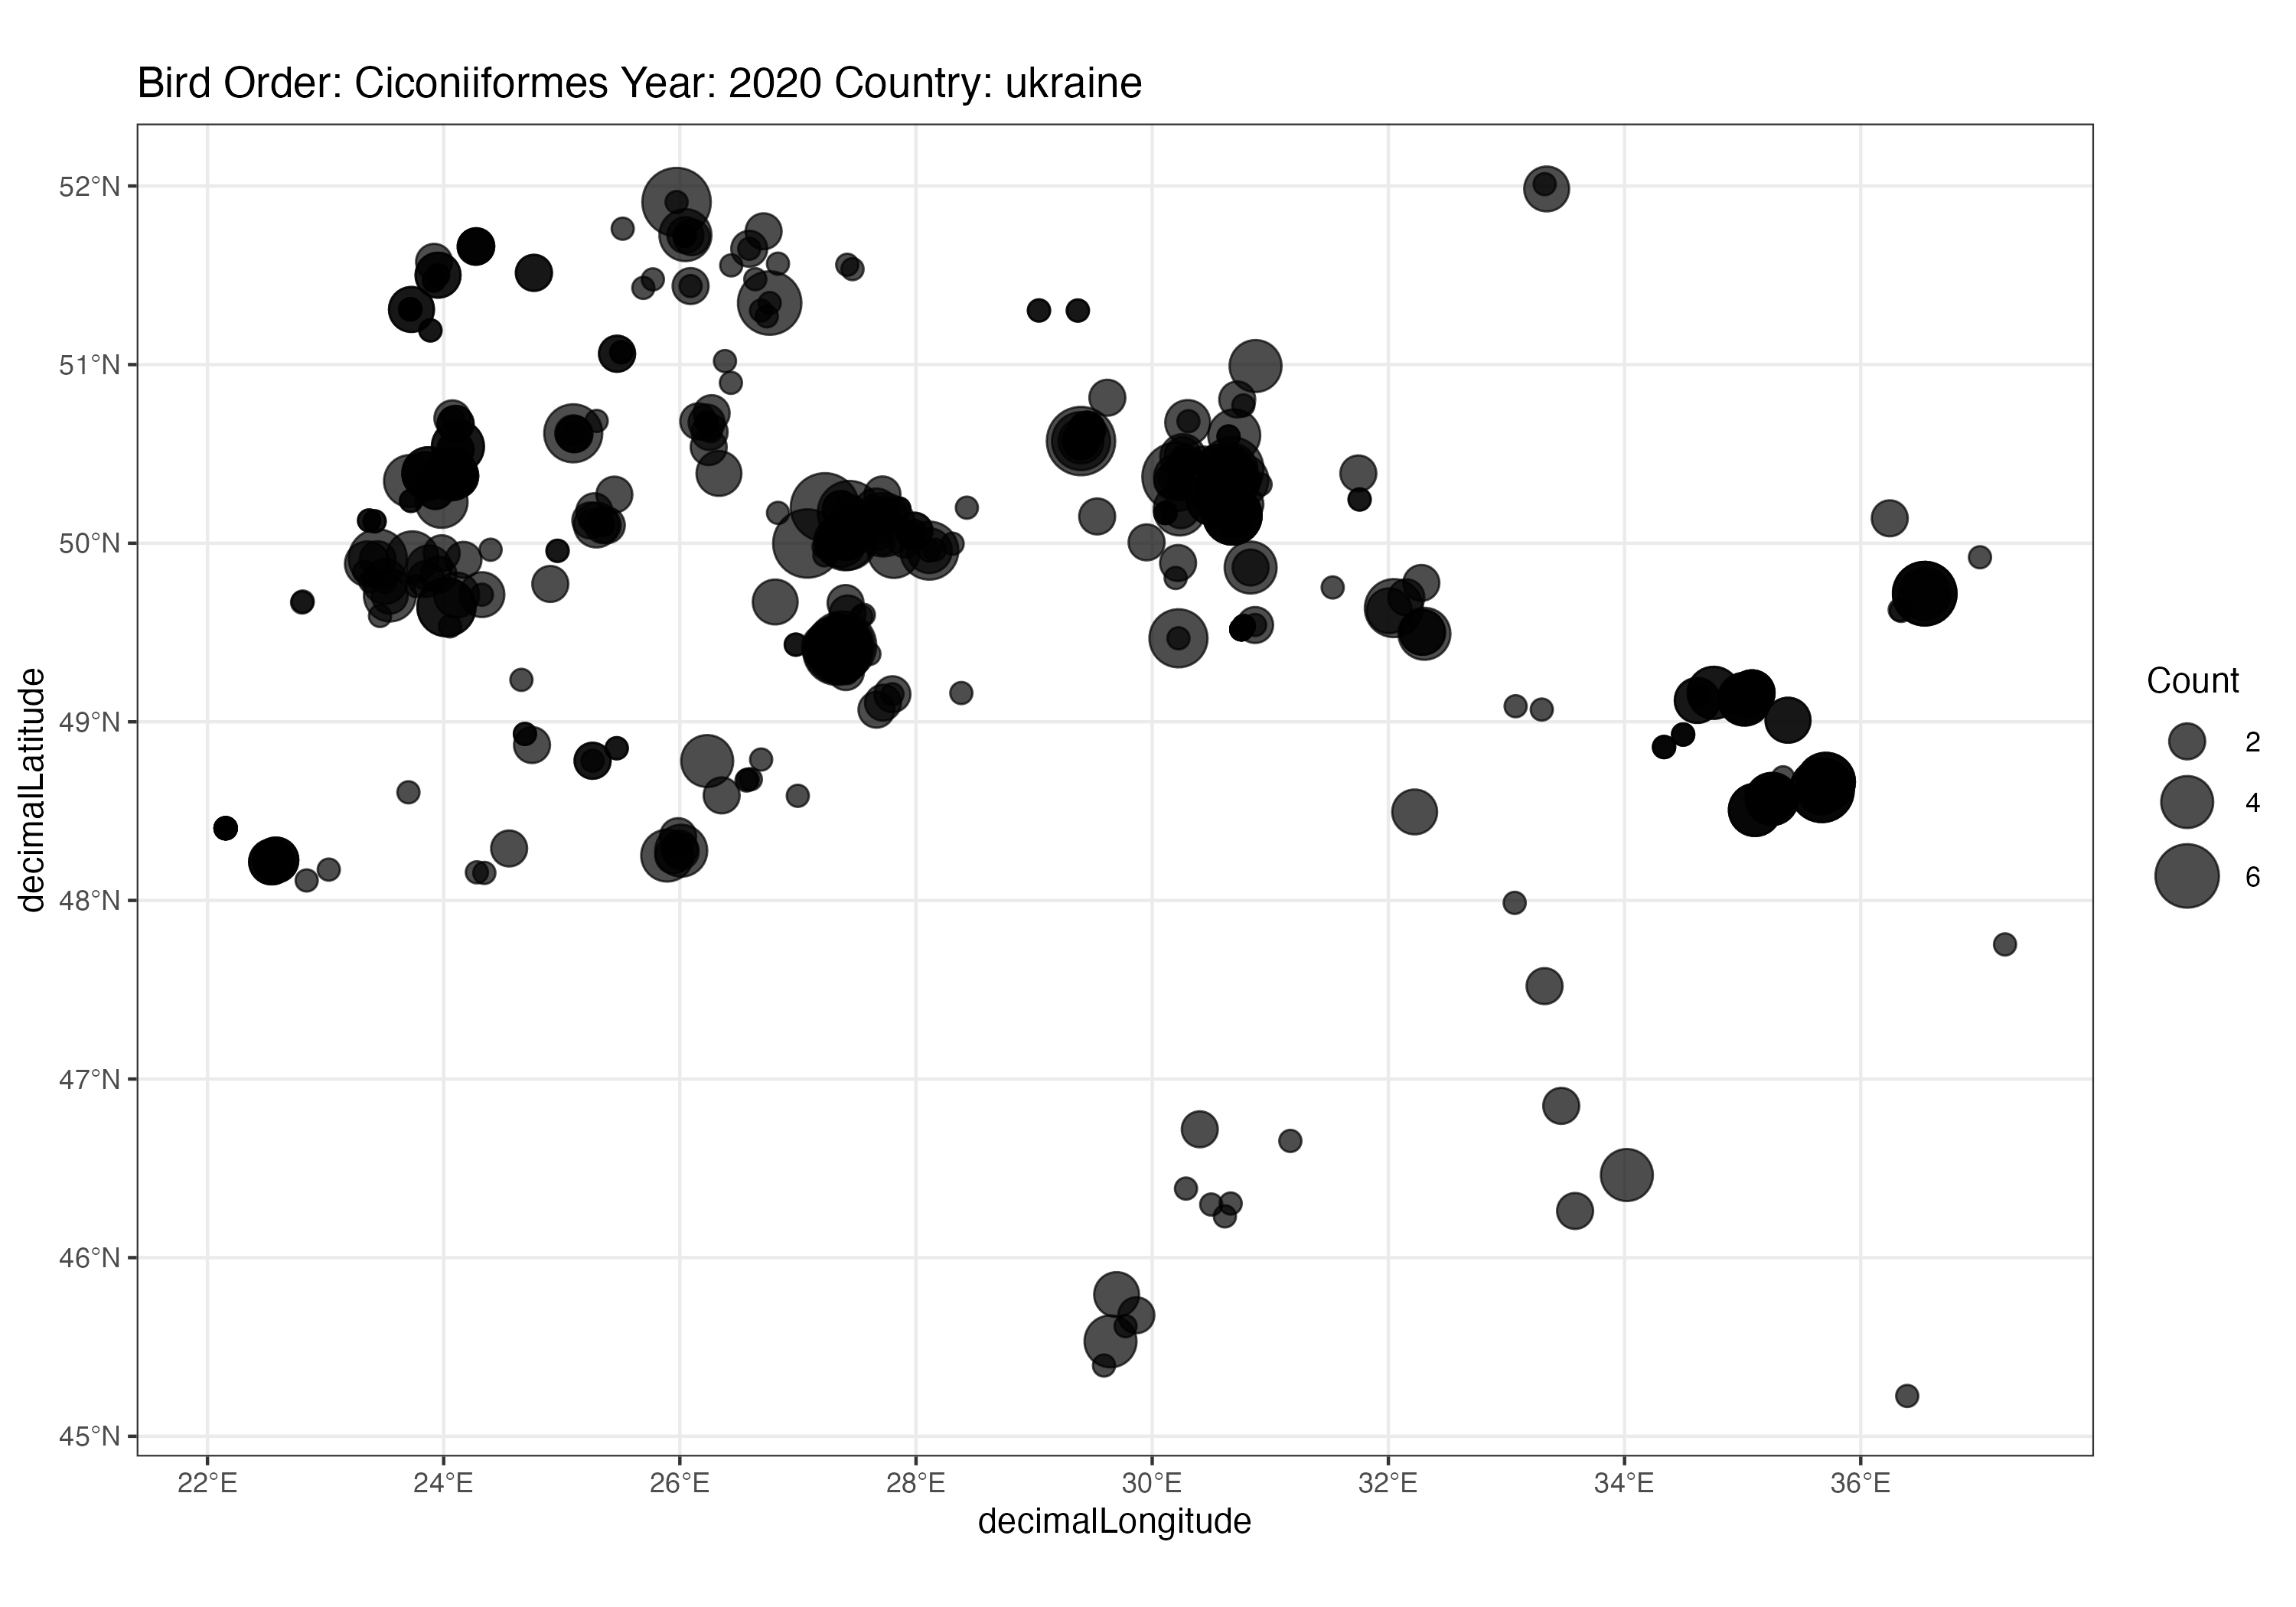 Bird Order: Ciconiiformes Year: 2020 Country: ukraine
52°N
51°N
50°N
49°N
48°N
47°N
46°N
45°N
decimalLatitude
22°E 24°E 26°E 28°E 30°E 32°E 34°E 36°E
decimalLongitude
Count
2
4
6